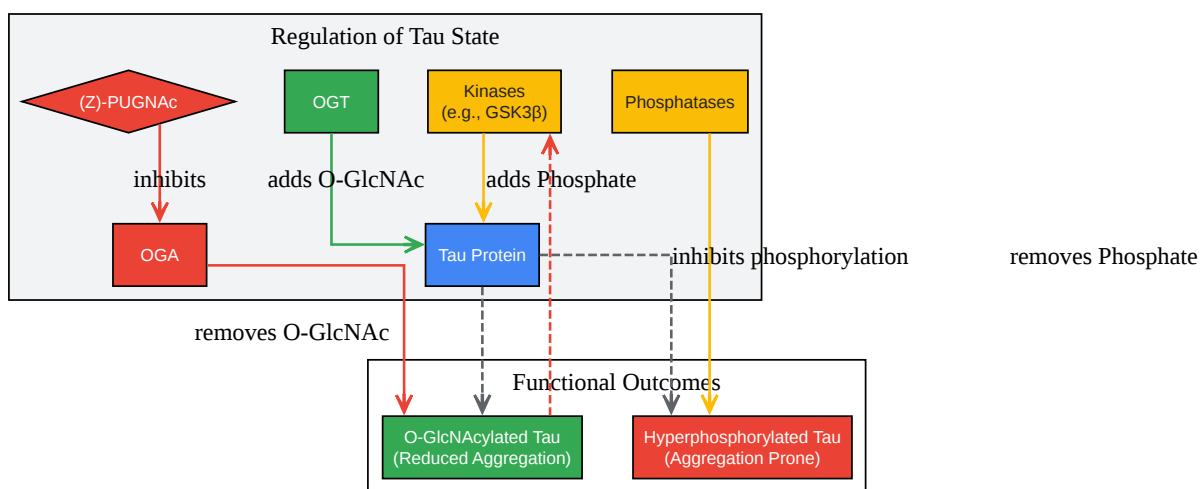 Regulation of Tau State
(Z)-PUGNAc
OGT
Kinases
(e.g., GSK3β)
Phosphatases
inhibits
adds O-GlcNAc
adds Phosphate
OGA
Tau Protein
inhibits phosphorylation
removes Phosphate
removes O-GlcNAc
Functional Outcomes
O-GlcNAcylated Tau
(Reduced Aggregation)
Hyperphosphorylated Tau
(Aggregation Prone)